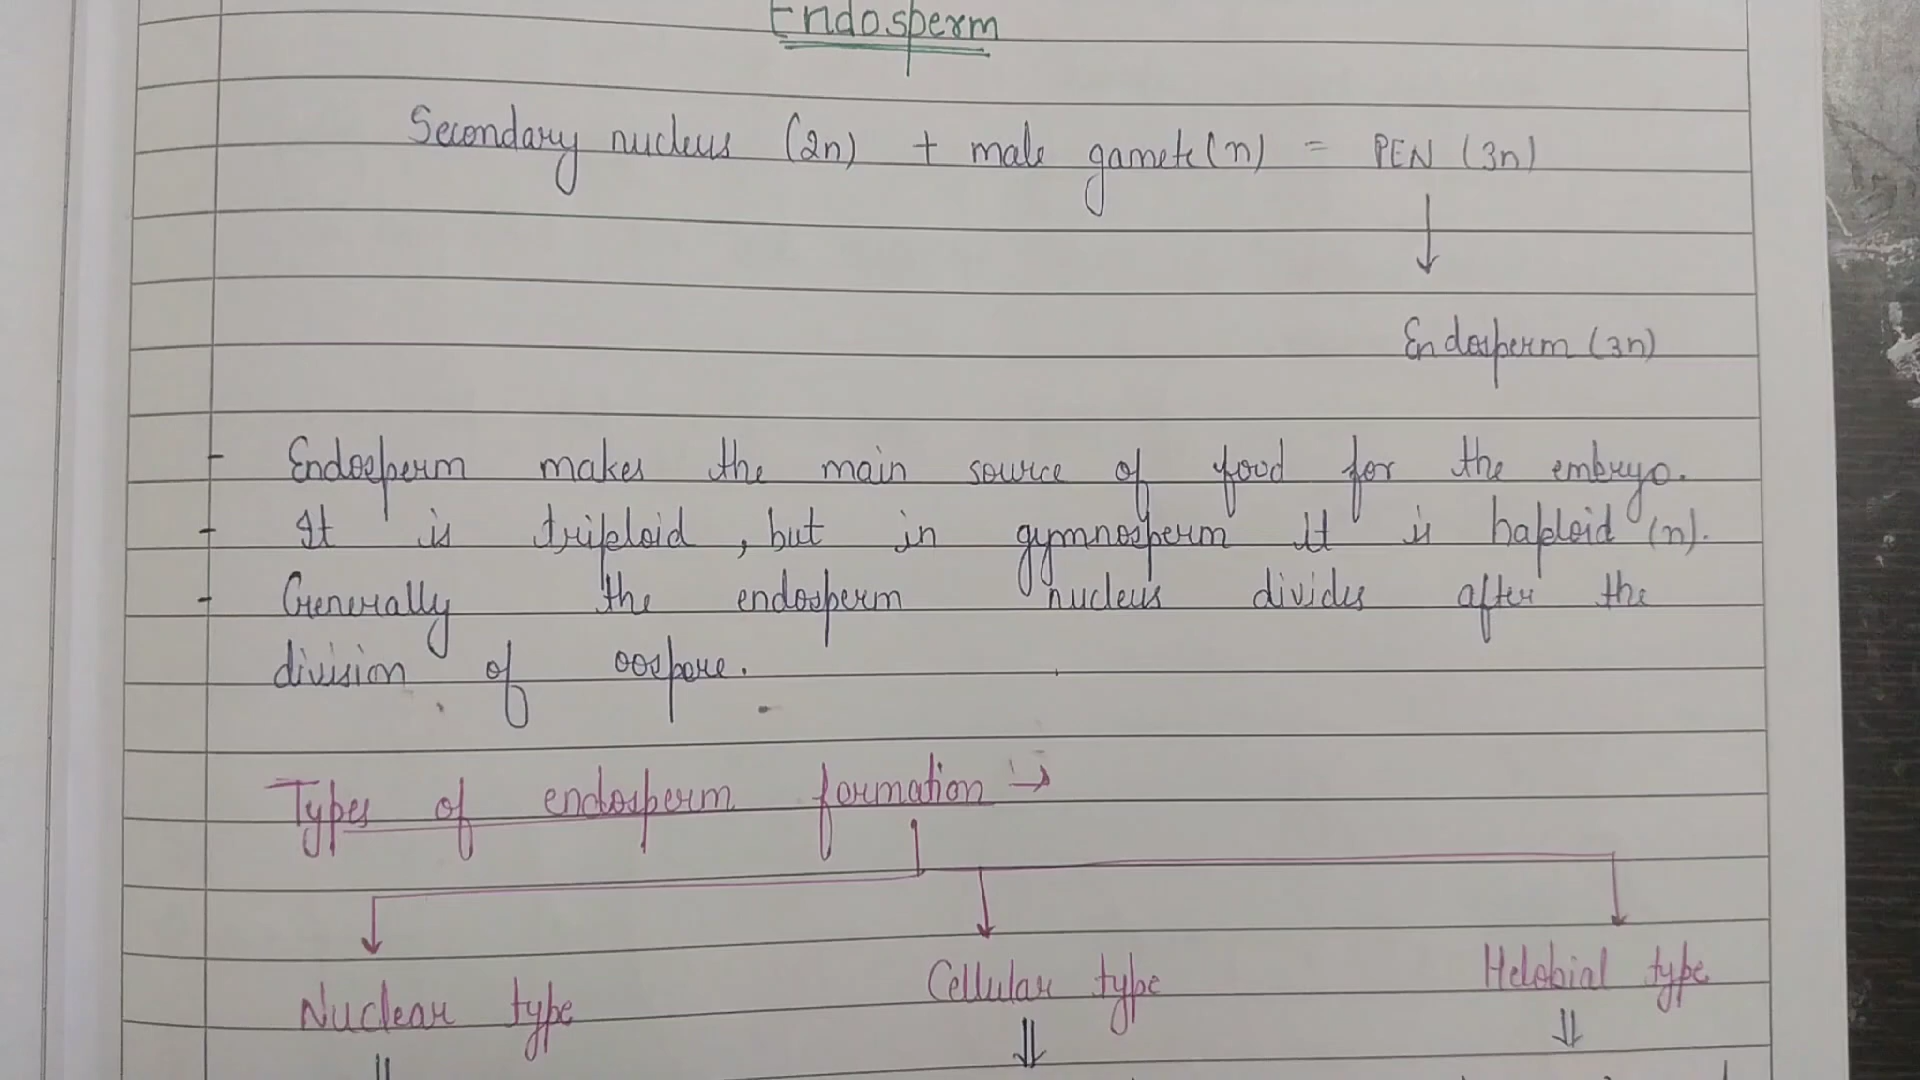 Endosperm
Secondary nucleus (2n) + male gamete (n) = PEN (3n)
Endosperm (3n)
- Endosperm makes the main source of food for the embryo.
- It is triploid, but in gymnosperm it is haploid (n).
- Generally the endosperm nucleus divides after the
division of oospore.
Types of endosperm formation →
Nuclear type Cellular type Helobial type